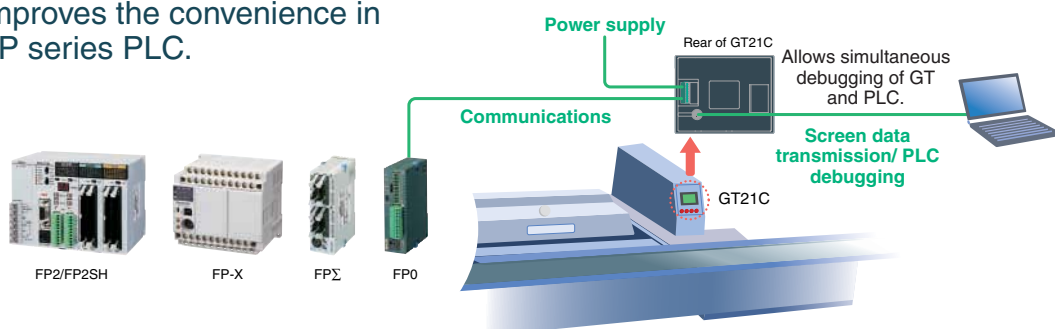 mproves the convenience in
P series PLC.
Power supply
Rear of GT21C
Allows simultaneous
debugging of GT
and PLC.
Communications
Screen data
transmission/ PLC
debugging
GT21C
FP2/FP2SH
FP-X
FPΣ
FP0